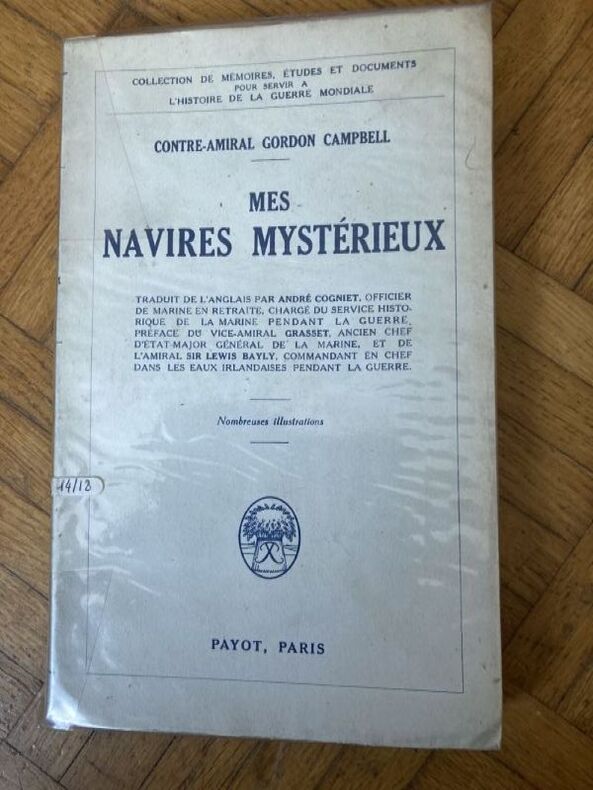 COLLECTION DE MÉMOIRES, ÉTUDES ET DOCUMENTS
POUR SERVIR A
L'HISTOIRE DE LA GUERRE MONDIALE
CONTRE-AMIRAL GORDON CAMPBELL
MES
NAVIRES MYSTÉRIEUX
TRADUIT DE L'ANGLAIS PAR ANDRÉ COGNIET, OFFICIER
DE MARINE EN RETRAITE, CHARGÉ DU SERVICE HISTO-
RIQUE DE LA MARINE PENDANT LA GUERRE,
PRÉFACE DU VICE-AMIRAL GRASSET, ANCIEN CHEF
D'ÉTAT-MAJOR GÉNÉRAL DE LA MARINE, ET DE
L'AMIRAL SIR LEWIS BAYLY, COMMANDANT EN CHEF
DANS LES EAUX IRLANDAISES PENDANT LA GUERRE.
Nombreuses illustrations
14/18
PAYOT, PARIS